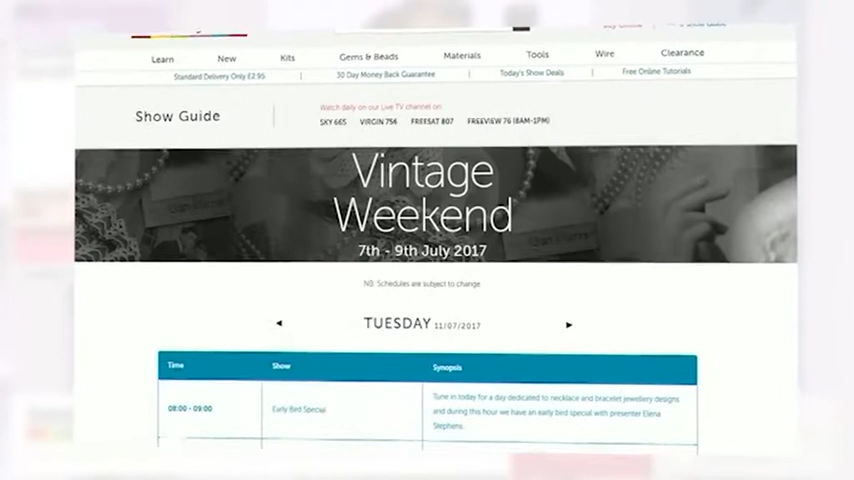 Learn New Kits Gems & Beads Materials Tools Wire Clearance
Standard Delivery Only £2.95 | 30 Day Money Back Guarantee | Today's Show Deals | Free Online Tutorials
Show Guide
Watch daily on our Live TV channel on:
SKY 665 VIRGIN 756 FREESAT 807 FREEVIEW 76 (8AM-1PM)
Vintage
Weekend
7th - 9th July 2017
NB: Schedules are subject to change
◄ TUESDAY 11/07/2017 ►
Time Show Synopsis
08:00 - 09:00 Early Bird Special
Tune in today for a day dedicated to necklace and bracelet jewellery designs
and during this hour we have an early bird special with presenter Elena
Stephens.